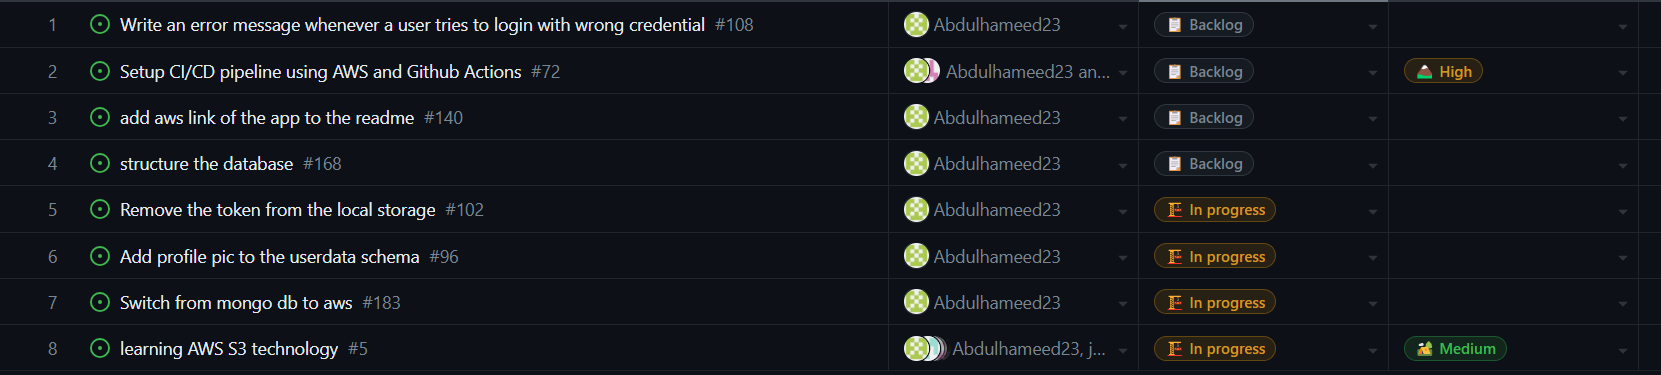 1 Write an error message whenever a user tries to login with wrong credential #108 Abdulhameed23 Backlog
2 Setup CI/CD pipeline using AWS and Github Actions #72 Abdulhameed23 an... Backlog High
3 add aws link of the app to the readme #140 Abdulhameed23 Backlog
4 structure the database #168 Abdulhameed23 Backlog
5 Remove the token from the local storage #102 Abdulhameed23 In progress
6 Add profile pic to the userdata schema #96 Abdulhameed23 In progress
7 Switch from mongo db to aws #183 Abdulhameed23 In progress
8 learning AWS S3 technology #5 Abdulhameed23, j... In progress Medium